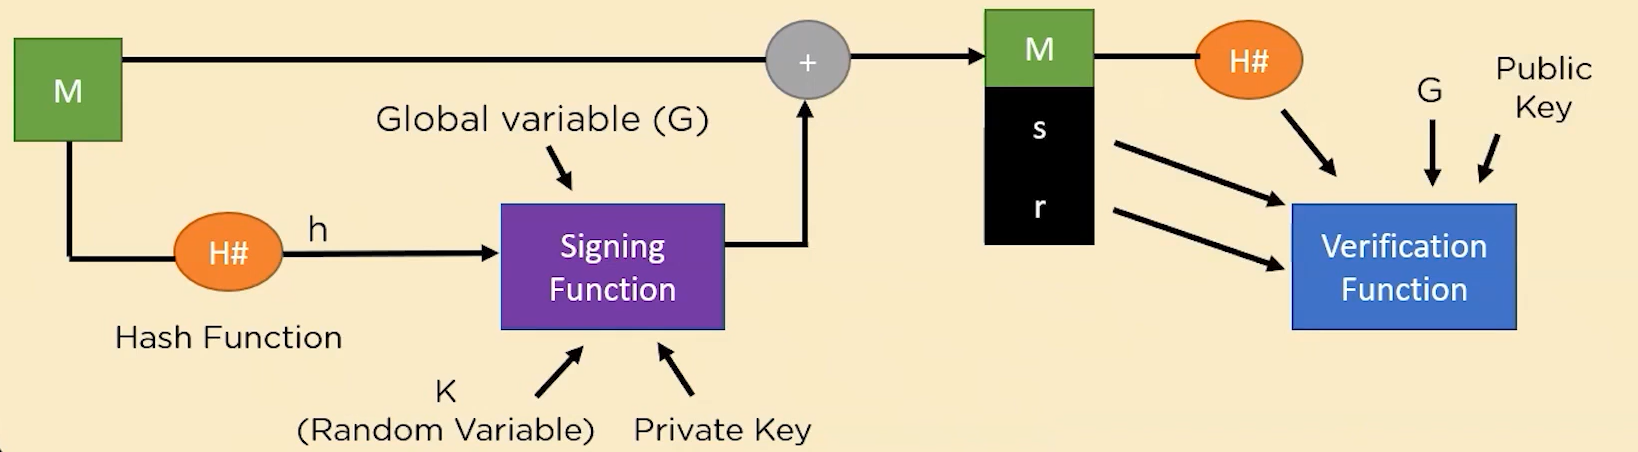 M
+
M
H#
Public
Key
G
Global variable (G)
s
r
h
H#
Signing
Function
Verification
Function
Hash Function
K
(Random Variable)
Private Key